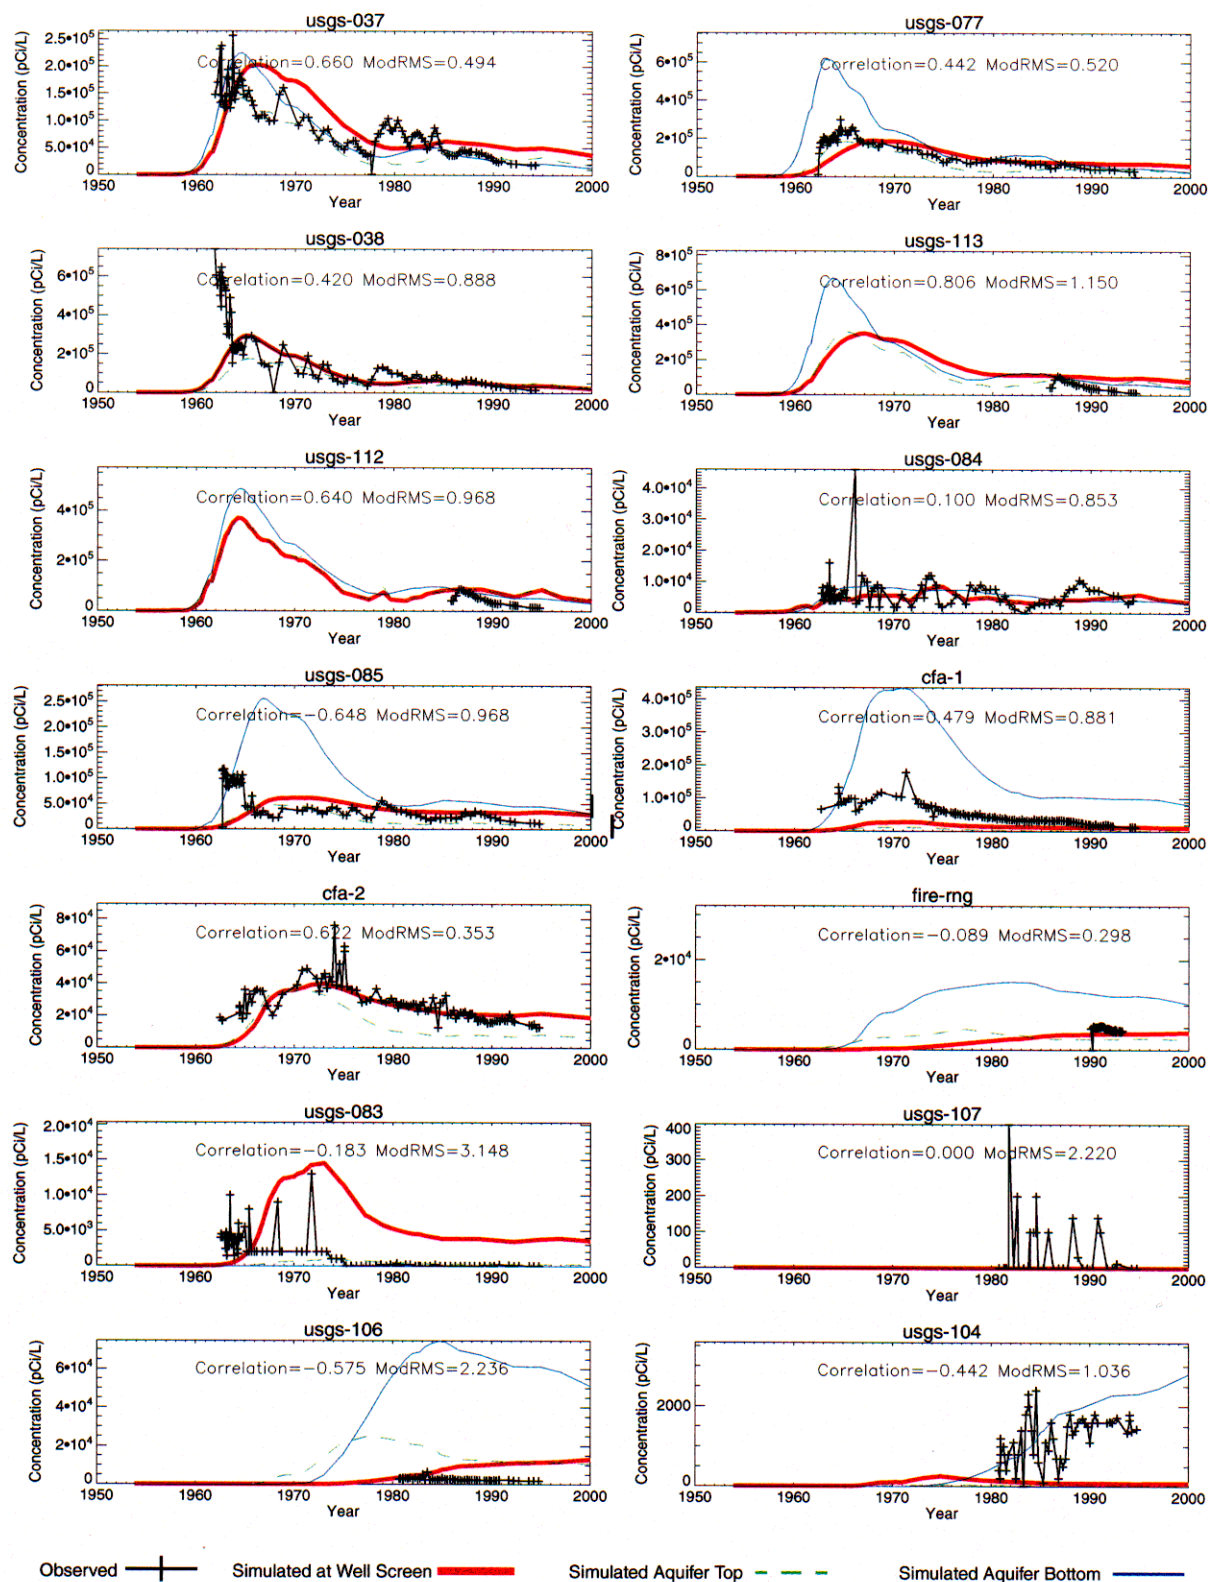 usgs-037
Concentration (pCi/L)
2.5•10⁵
2.0•10⁵
1.5•10⁵
1.0•10⁵
5.0•10⁴
0
Correlation=0.660 ModRMS=0.494
1950 1960 1970 1980 1990 2000
Year
usgs-077
Concentration (pCi/L)
6•10⁵
4•10⁵
2•10⁵
0
Correlation=0.442 ModRMS=0.520
1950 1960 1970 1980 1990 2000
Year
usgs-038
Concentration (pCi/L)
6•10⁵
4•10⁵
2•10⁵
0
Correlation=0.420 ModRMS=0.888
1950 1960 1970 1980 1990 2000
Year
usgs-113
Concentration (pCi/L)
8•10⁵
6•10⁵
4•10⁵
2•10⁵
0
Correlation=0.806 ModRMS=1.150
1950 1960 1970 1980 1990 2000
Year
usgs-112
Concentration (pCi/L)
4•10⁵
2•10⁵
0
Correlation=0.640 ModRMS=0.968
1950 1960 1970 1980 1990 2000
Year
usgs-084
Concentration (pCi/L)
4.0•10⁴
3.0•10⁴
2.0•10⁴
1.0•10⁴
0
Correlation=0.100 ModRMS=0.853
1950 1960 1970 1980 1990 2000
Year
usgs-085
Concentration (pCi/L)
2.5•10⁵
2.0•10⁵
1.5•10⁵
1.0•10⁵
5.0•10⁴
0
Correlation=−0.648 ModRMS=0.968
1950 1960 1970 1980 1990 2000
Year
cfa-1
Concentration (pCi/L)
4.0•10⁵
3.0•10⁵
2.0•10⁵
1.0•10⁵
0
Correlation=0.479 ModRMS=0.881
1950 1960 1970 1980 1990 2000
Year
cfa-2
Concentration (pCi/L)
8•10⁴
6•10⁴
4•10⁴
2•10⁴
0
Correlation=0.622 ModRMS=0.353
1950 1960 1970 1980 1990 2000
Year
fire-rng
Concentration (pCi/L)
2•10⁴
0
Correlation=−0.089 ModRMS=0.298
1950 1960 1970 1980 1990 2000
Year
usgs-083
Concentration (pCi/L)
2.0•10⁴
1.5•10⁴
1.0•10⁴
5.0•10³
0
Correlation=−0.183 ModRMS=3.148
1950 1960 1970 1980 1990 2000
Year
usgs-107
Concentration (pCi/L)
400
300
200
100
0
Correlation=0.000 ModRMS=2.220
1950 1960 1970 1980 1990 2000
Year
usgs-106
Concentration (pCi/L)
6•10⁴
4•10⁴
2•10⁴
0
Correlation=−0.575 ModRMS=2.236
1950 1960 1970 1980 1990 2000
Year
usgs-104
Concentration (pCi/L)
2000
0
Correlation=−0.442 ModRMS=1.036
1950 1960 1970 1980 1990 2000
Year
Observed Simulated at Well Screen Simulated Aquifer Top Simulated Aquifer Bottom